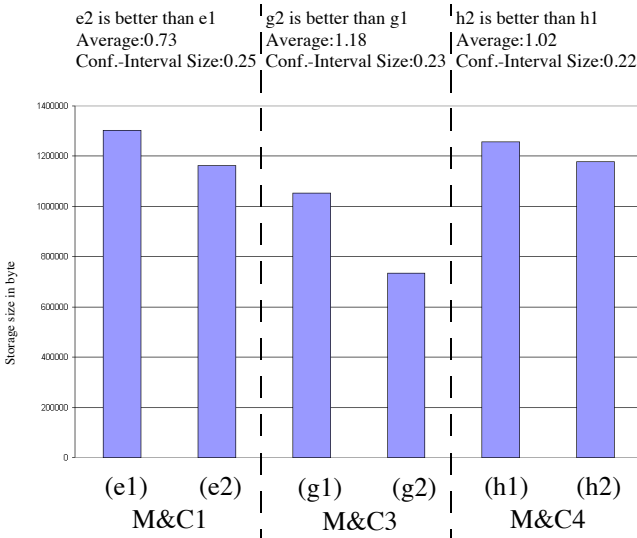 e2 is better than e1
Average:0.73
Conf.-Interval Size:0.25
g2 is better than g1
Average:1.18
Conf.-Interval Size:0.23
h2 is better than h1
Average:1.02
Conf.-Interval Size:0.22
Storage size in byte
1400000
1200000
1000000
800000
600000
400000
200000
0
(e1) (e2) (g1) (g2) (h1) (h2)
M&C1 M&C3 M&C4